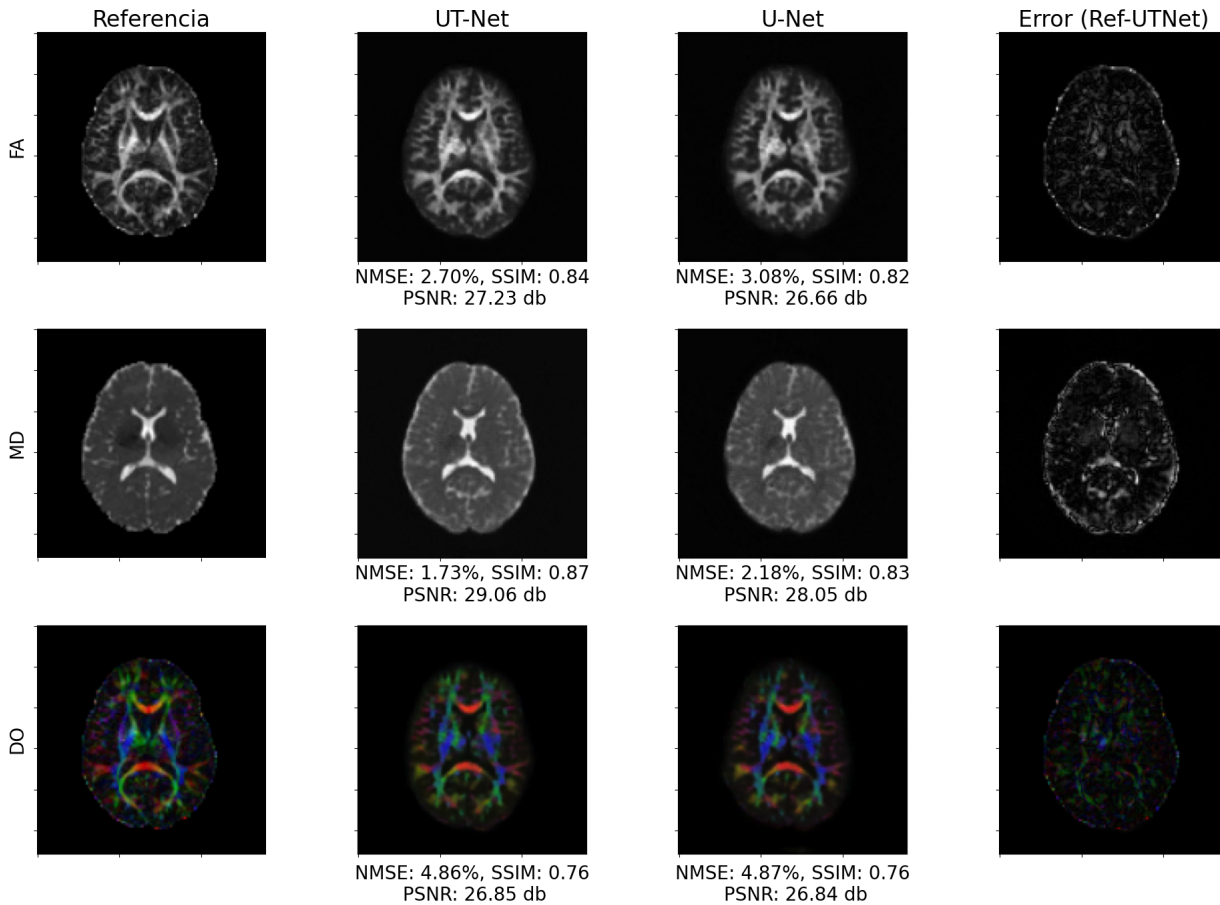 Referencia
UT-Net
U-Net
Error (Ref-UTNet)
FA
NMSE: 2.70%, SSIM: 0.84
PSNR: 27.23 db
NMSE: 3.08%, SSIM: 0.82
PSNR: 26.66 db
MD
NMSE: 1.73%, SSIM: 0.87
PSNR: 29.06 db
NMSE: 2.18%, SSIM: 0.83
PSNR: 28.05 db
DO
NMSE: 4.86%, SSIM: 0.76
PSNR: 26.85 db
NMSE: 4.87%, SSIM: 0.76
PSNR: 26.84 db